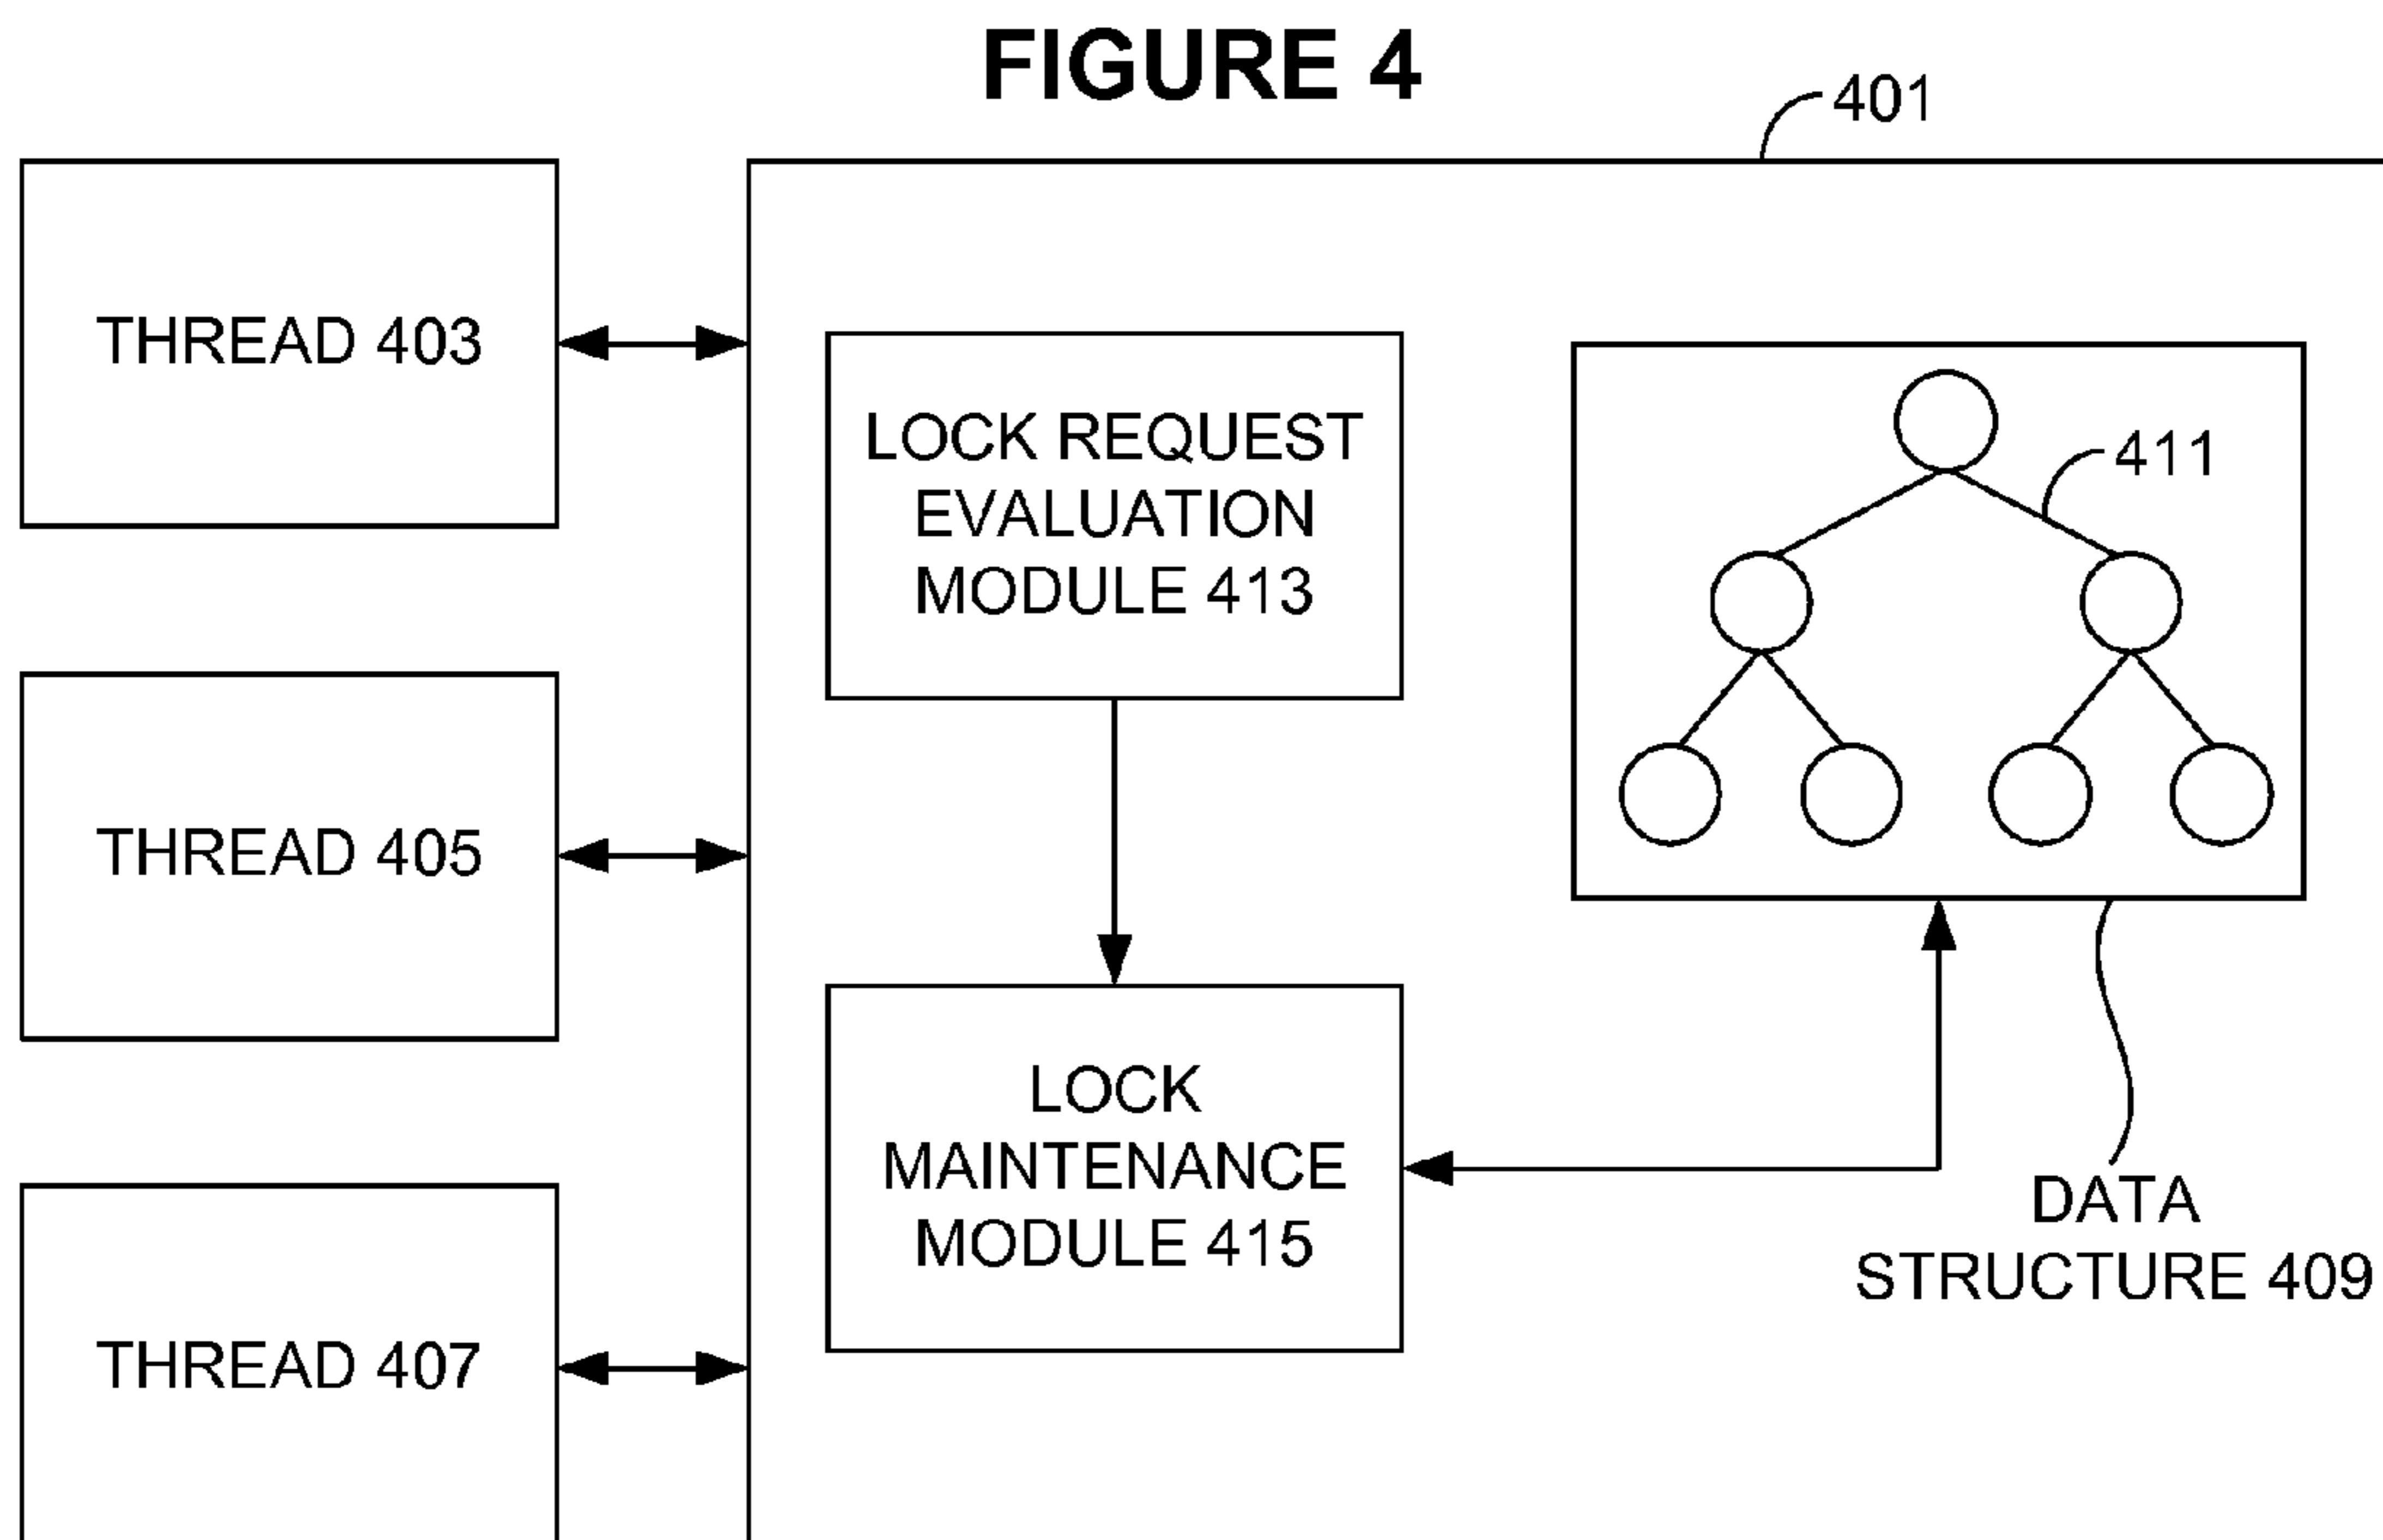 FIGURE 4
401
THREAD 403
LOCK REQUEST
EVALUATION
MODULE 413
411
THREAD 405
LOCK
MAINTENANCE
MODULE 415
DATA
STRUCTURE 409
THREAD 407